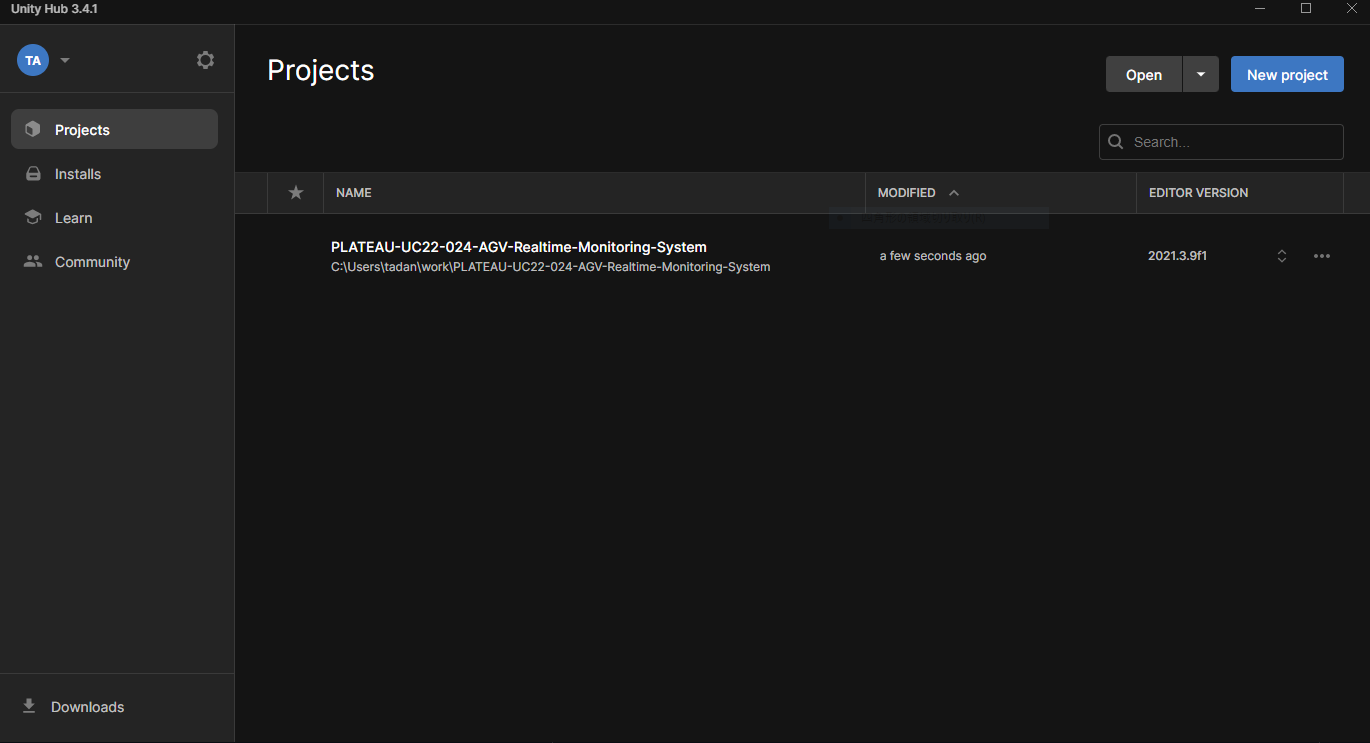 Unity Hub 3.4.1
TA
Projects
Installs
Learn
Community
Downloads
Projects
Open
New project
Search...
NAME
MODIFIED
EDITOR VERSION
PLATEAU-UC22-024-AGV-Realtime-Monitoring-System
C:\Users\tadan\work\PLATEAU-UC22-024-AGV-Realtime-Monitoring-System
a few seconds ago
2021.3.9f1